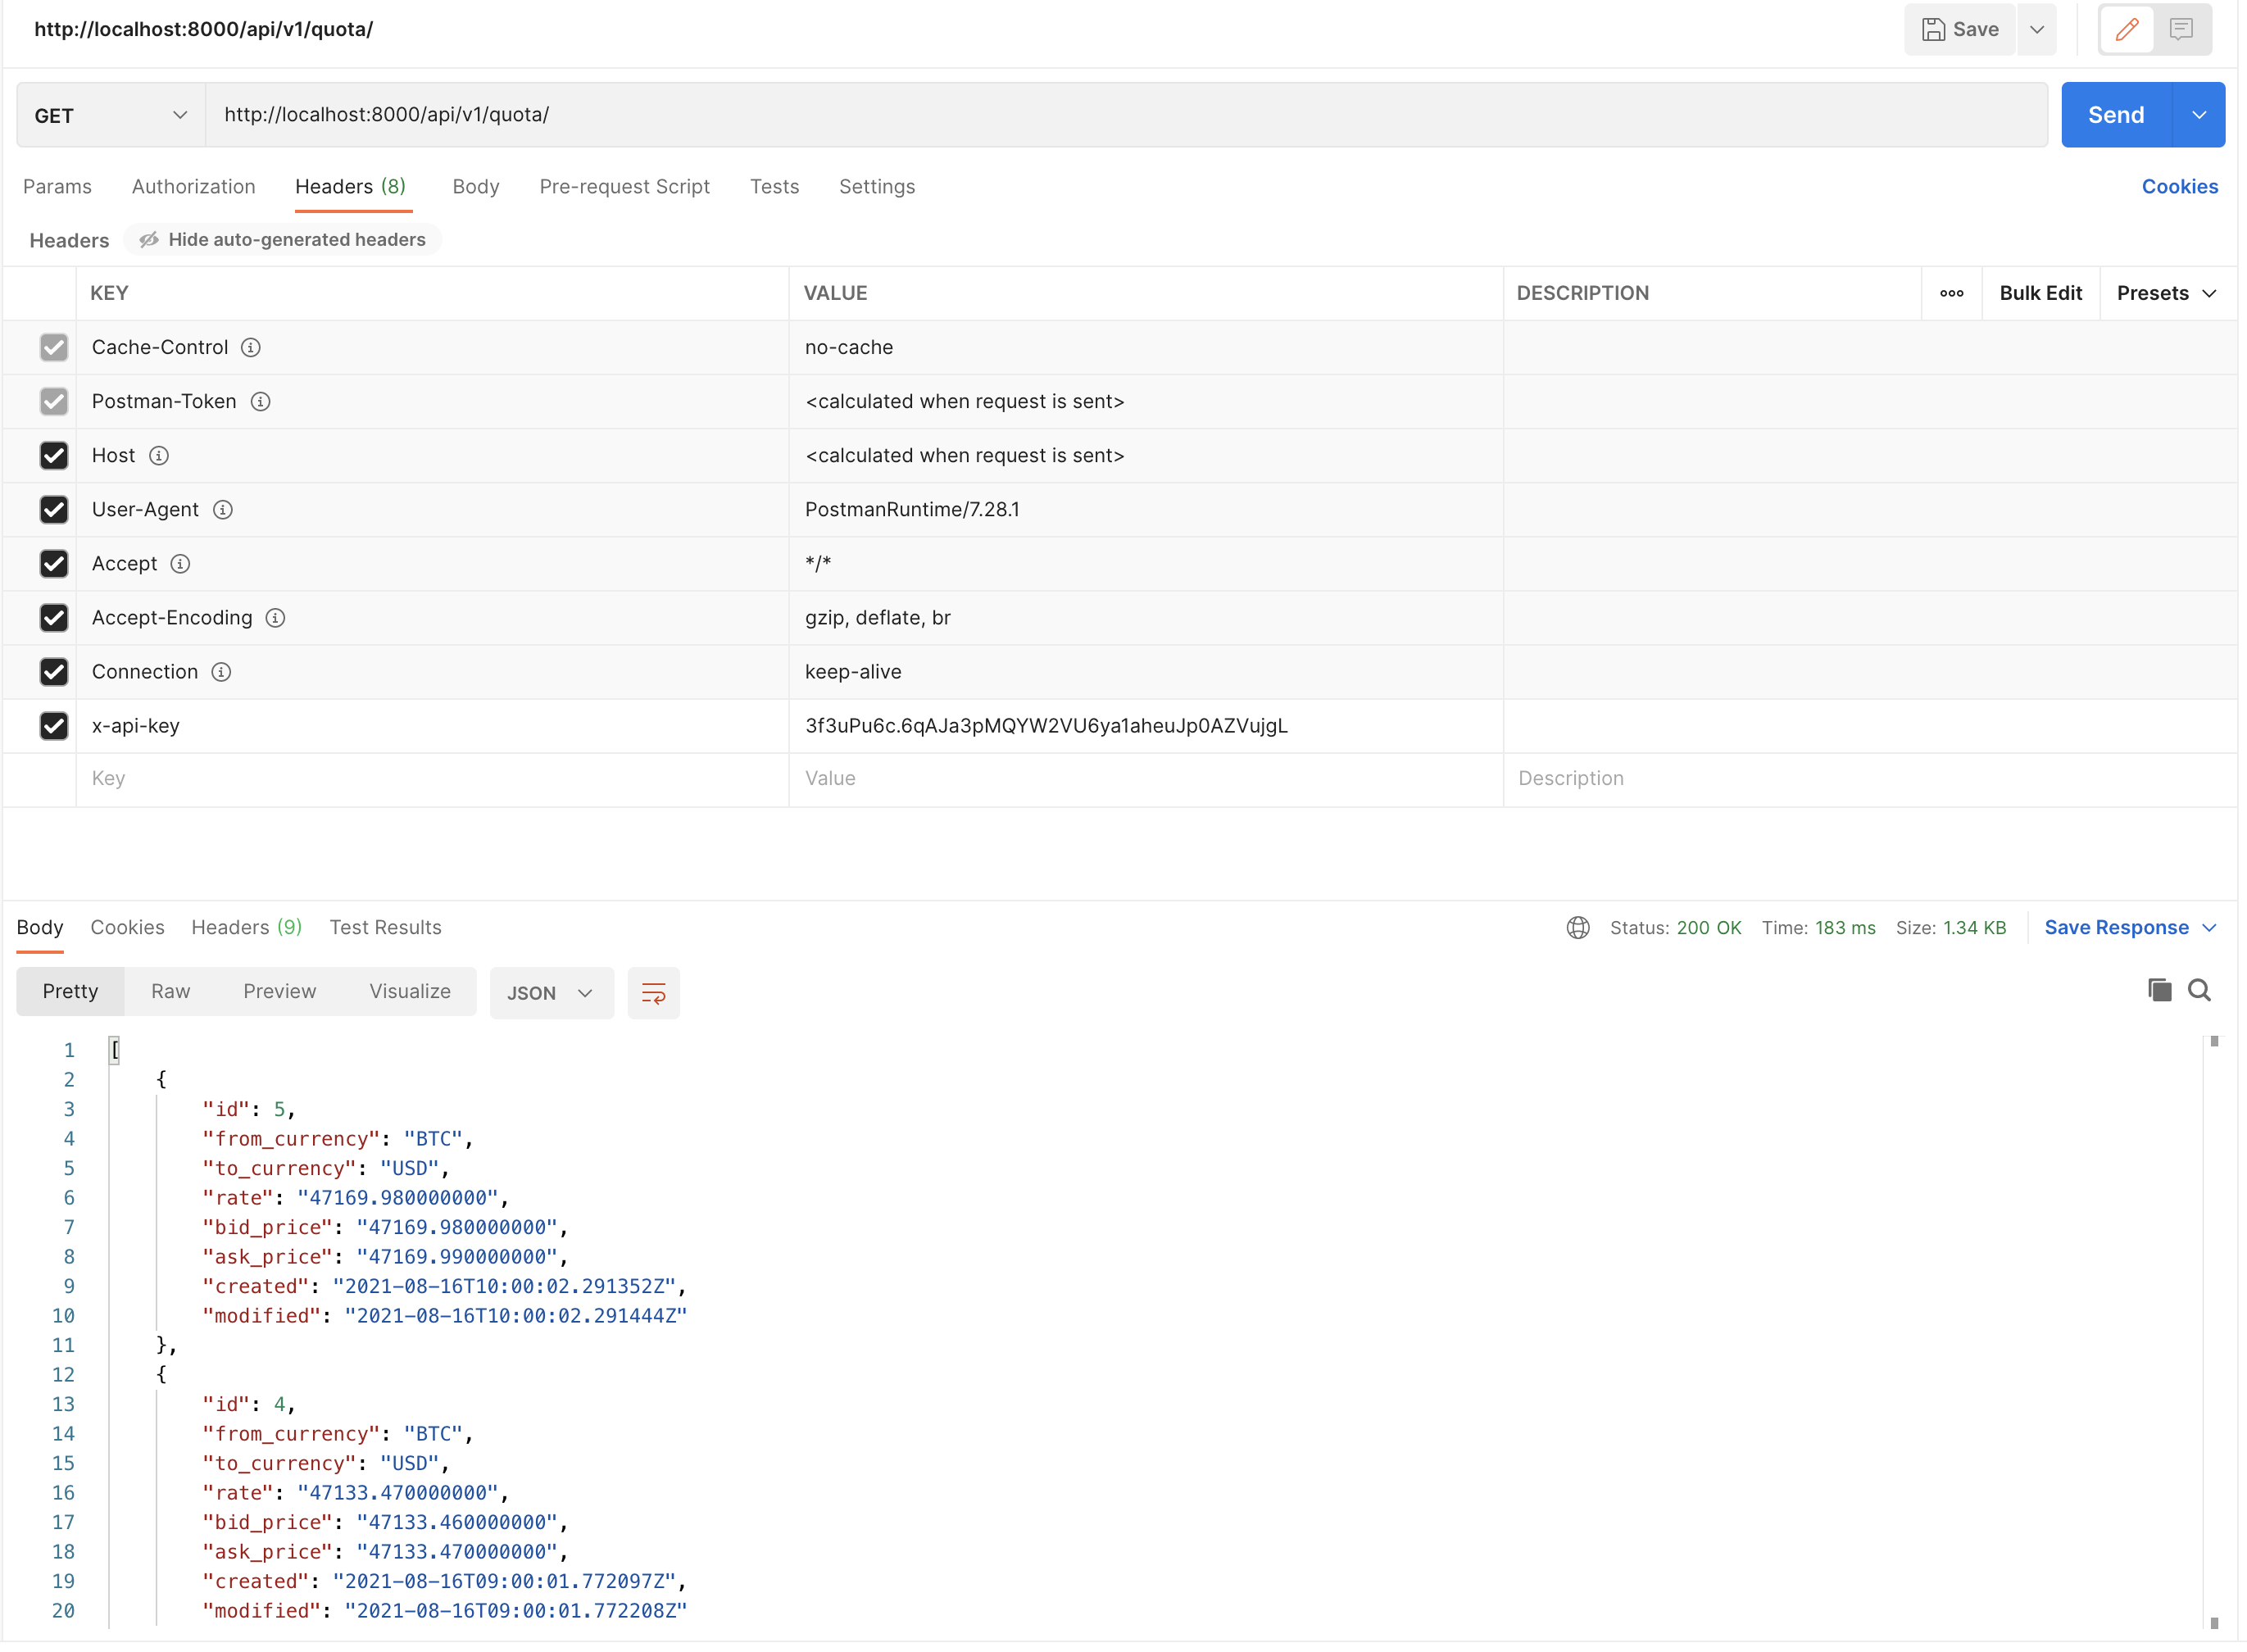 http://localhost:8000/api/v1/quota/
Save
GET http://localhost:8000/api/v1/quota/ Send
Params Authorization Headers (8) Body Pre-request Script Tests Settings Cookies
Headers Hide auto-generated headers
KEY VALUE DESCRIPTION Bulk Edit Presets
Cache-Control no-cache
Postman-Token <calculated when request is sent>
Host <calculated when request is sent>
User-Agent PostmanRuntime/7.28.1
Accept */*
Accept-Encoding gzip, deflate, br
Connection keep-alive
x-api-key 3f3uPu6c.6qAJa3pMQYW2VU6ya1aheuJp0AZVujgL
Key Value Description
Body Cookies Headers (9) Test Results Status: 200 OK Time: 183 ms Size: 1.34 KB Save Response
Pretty Raw Preview Visualize JSON
1 [
2 {
3 "id": 5,
4 "from_currency": "BTC",
5 "to_currency": "USD",
6 "rate": "47169.980000000",
7 "bid_price": "47169.980000000",
8 "ask_price": "47169.990000000",
9 "created": "2021-08-16T10:00:02.291352Z",
10 "modified": "2021-08-16T10:00:02.291444Z"
11 },
12 {
13 "id": 4,
14 "from_currency": "BTC",
15 "to_currency": "USD",
16 "rate": "47133.470000000",
17 "bid_price": "47133.460000000",
18 "ask_price": "47133.470000000",
19 "created": "2021-08-16T09:00:01.772097Z",
20 "modified": "2021-08-16T09:00:01.772208Z"